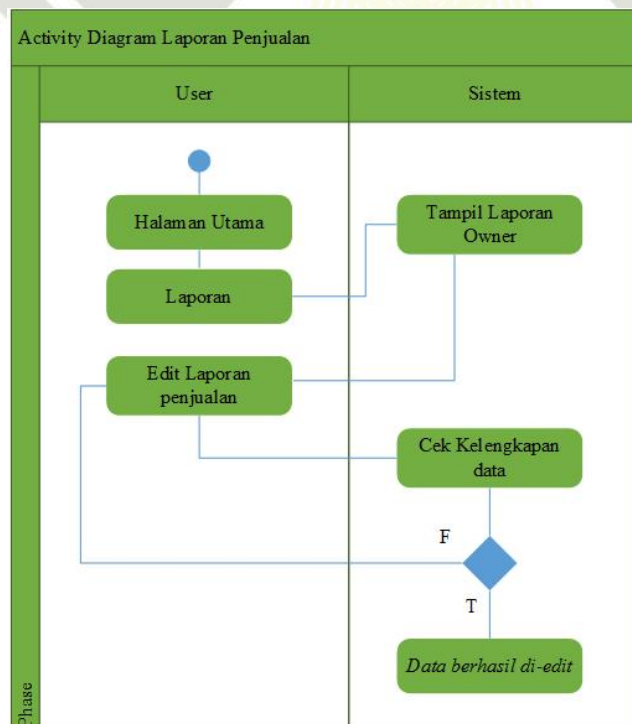 Activity Diagram Laporan Penjualan
User
Sistem
Halaman Utama
Tampil Laporan
Owner
Laporan
Edit Laporan
penjualan
Cek Kelengkapan
data
F
T
Data berhasil di-edit
Phase